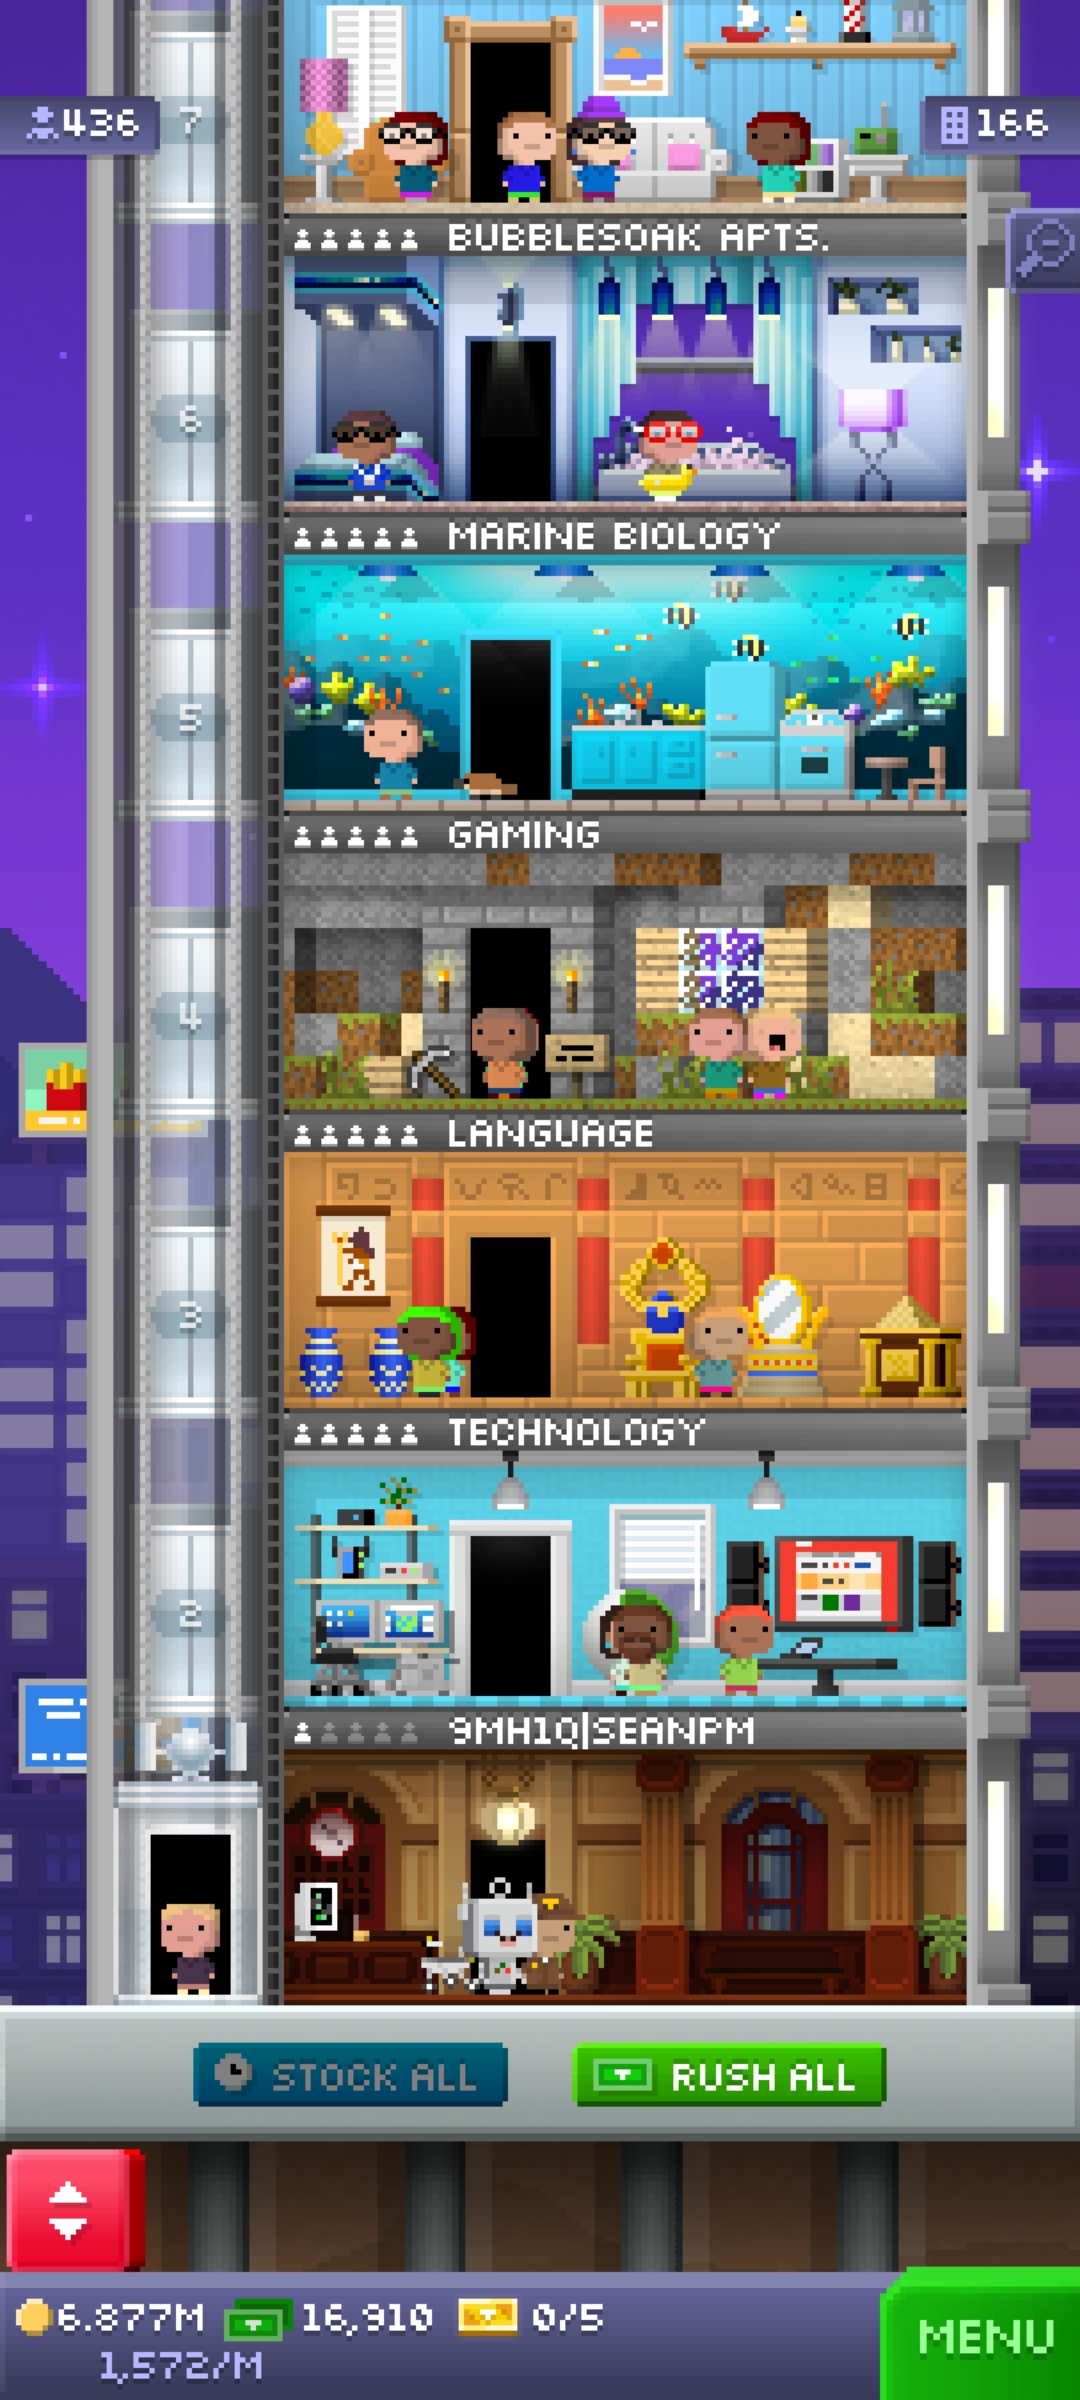 7
436
166
BUBBLESOAK APTS.
6
MARINE BIOLOGY
5
GAMING
4
LANGUAGE
3
TECHNOLOGY
2
9MH1Q|SEANPM
STOCK ALL
RUSH ALL
6.877M
16,910
0/5
1,572/M
MENU